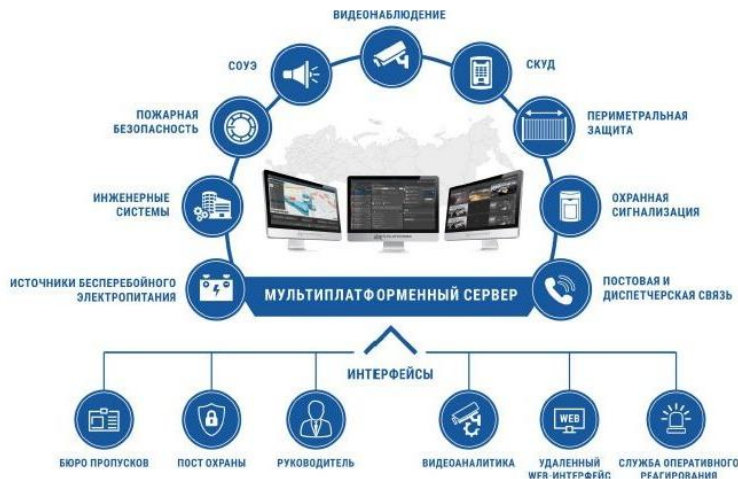 ВИДЕОНАБЛЮДЕНИЕ
СОУЭ
СКУД
ПОЖАРНАЯ
БЕЗОПАСНОСТЬ
ПЕРИМЕТРАЛЬНАЯ
ЗАЩИТА
ИНЖЕНЕРНЫЕ
СИСТЕМЫ
ОХРАННАЯ
СИГНАЛИЗАЦИЯ
ИСТОЧНИКИ БЕСПЕРЕБОЙНОГО
ЭЛЕКТРОПИТАНИЯ
МУЛЬТИПЛАТФОРМЕННЫЙ СЕРВЕР
ПОСТОВАЯ И
ДИСПЕТЧЕРСКАЯ СВЯЗЬ
ИНТЕРФЕЙСЫ
WEB
БЮРО ПРОПУСКОВ
ПОСТ ОХРАНЫ
РУКОВОДИТЕЛЬ
ВИДЕОАНАЛИТИКА
УДАЛЕННЫЙ
WEB-ИНТЕРФЕЙС
СЛУЖБА ОПЕРАТИВНОГО
РЕАГИРОВАНИЯ